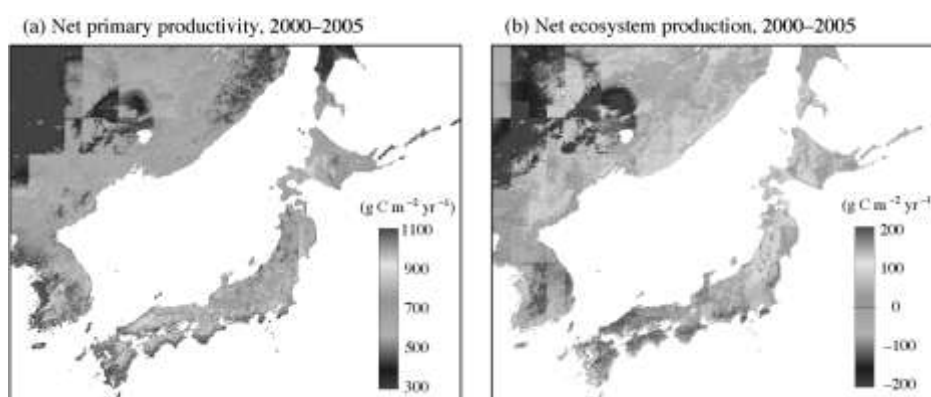 (a) Net primary productivity, 2000–2005
(g C m⁻² yr⁻¹)
1100
900
700
500
300
(b) Net ecosystem production, 2000–2005
(g C m⁻² yr⁻¹
200
100
0
−100
−200